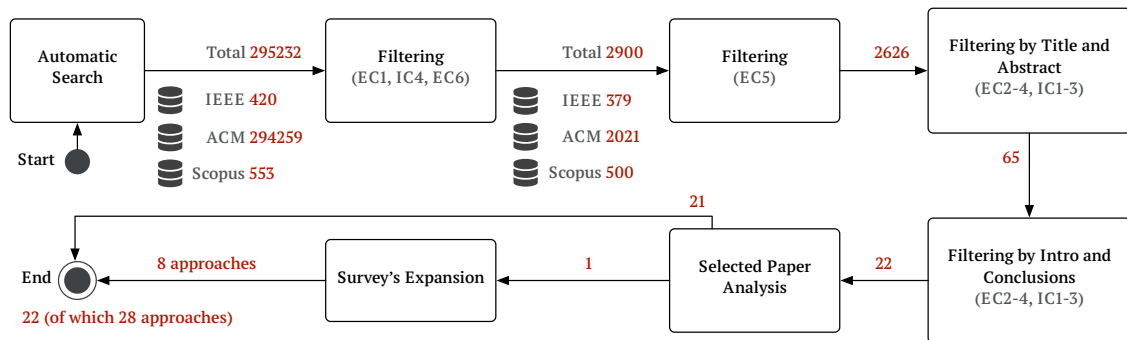 Automatic
Search
Total 295232
IEEE 420
ACM 294259
Scopus 553
Filtering
(EC1, IC4, EC6)
Total 2900
IEEE 379
ACM 2021
Scopus 500
Filtering
(EC5)
2626
Filtering by Title and
Abstract
(EC2-4, IC1-3)
Start
65
21
Filtering by Intro and
Conclusions
(EC2-4, IC1-3)
22
Selected Paper
Analysis
1
Survey's Expansion
8 approaches
End
22 (of which 28 approaches)